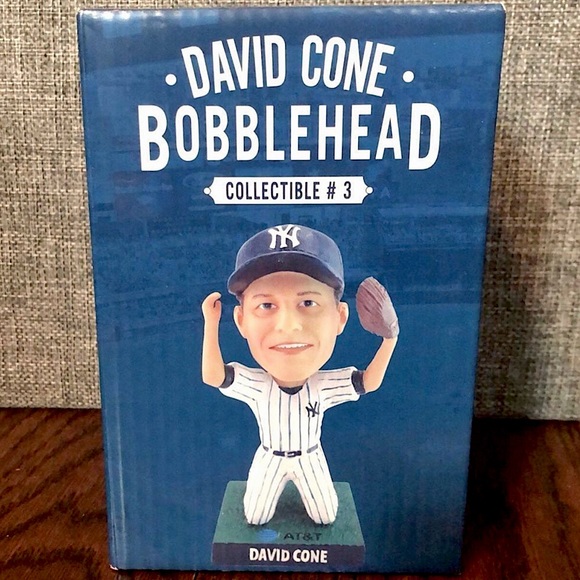 • DAVID CONE •
BOBBLEHEAD
COLLECTIBLE # 3
NY
NY
AT&T
DAVID CONE